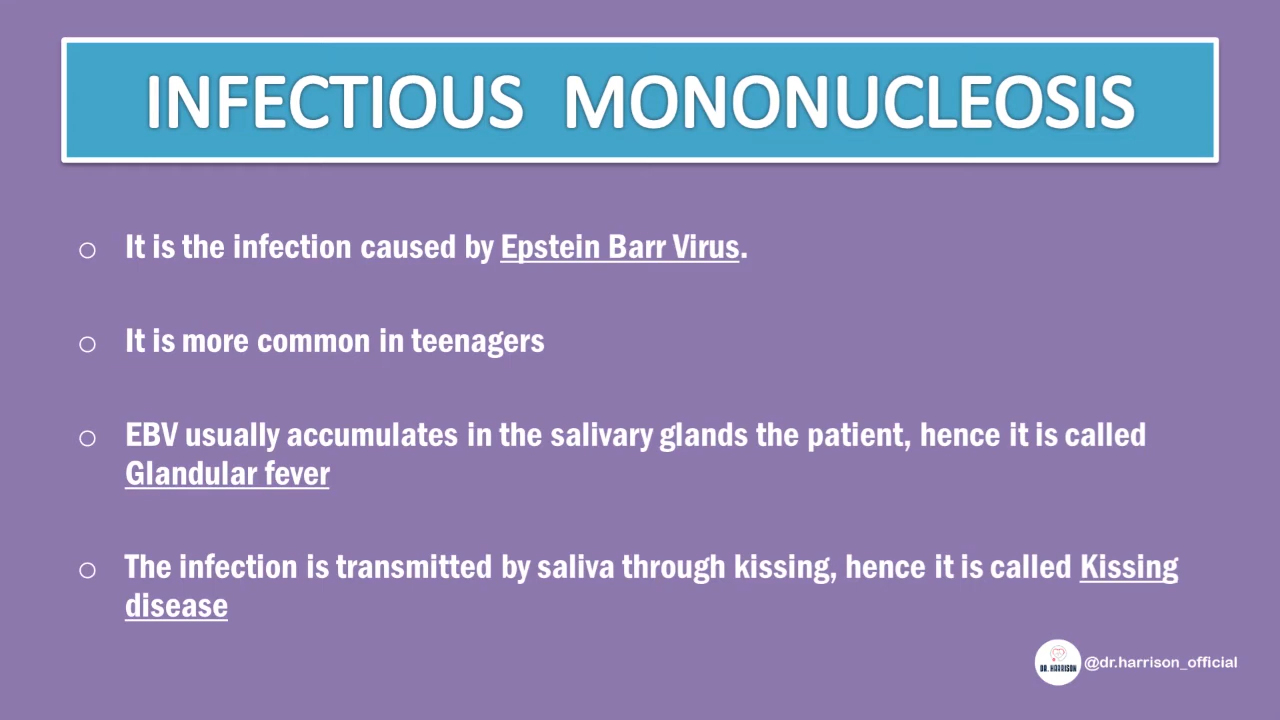 INFECTIOUS MONONUCLEOSIS
o It is the infection caused by Epstein Barr Virus.
o It is more common in teenagers
o EBV usually accumulates in the salivary glands the patient, hence it is called
Glandular fever
o The infection is transmitted by saliva through kissing, hence it is called Kissing
disease
DR. HARRISON
@dr.harrison_official